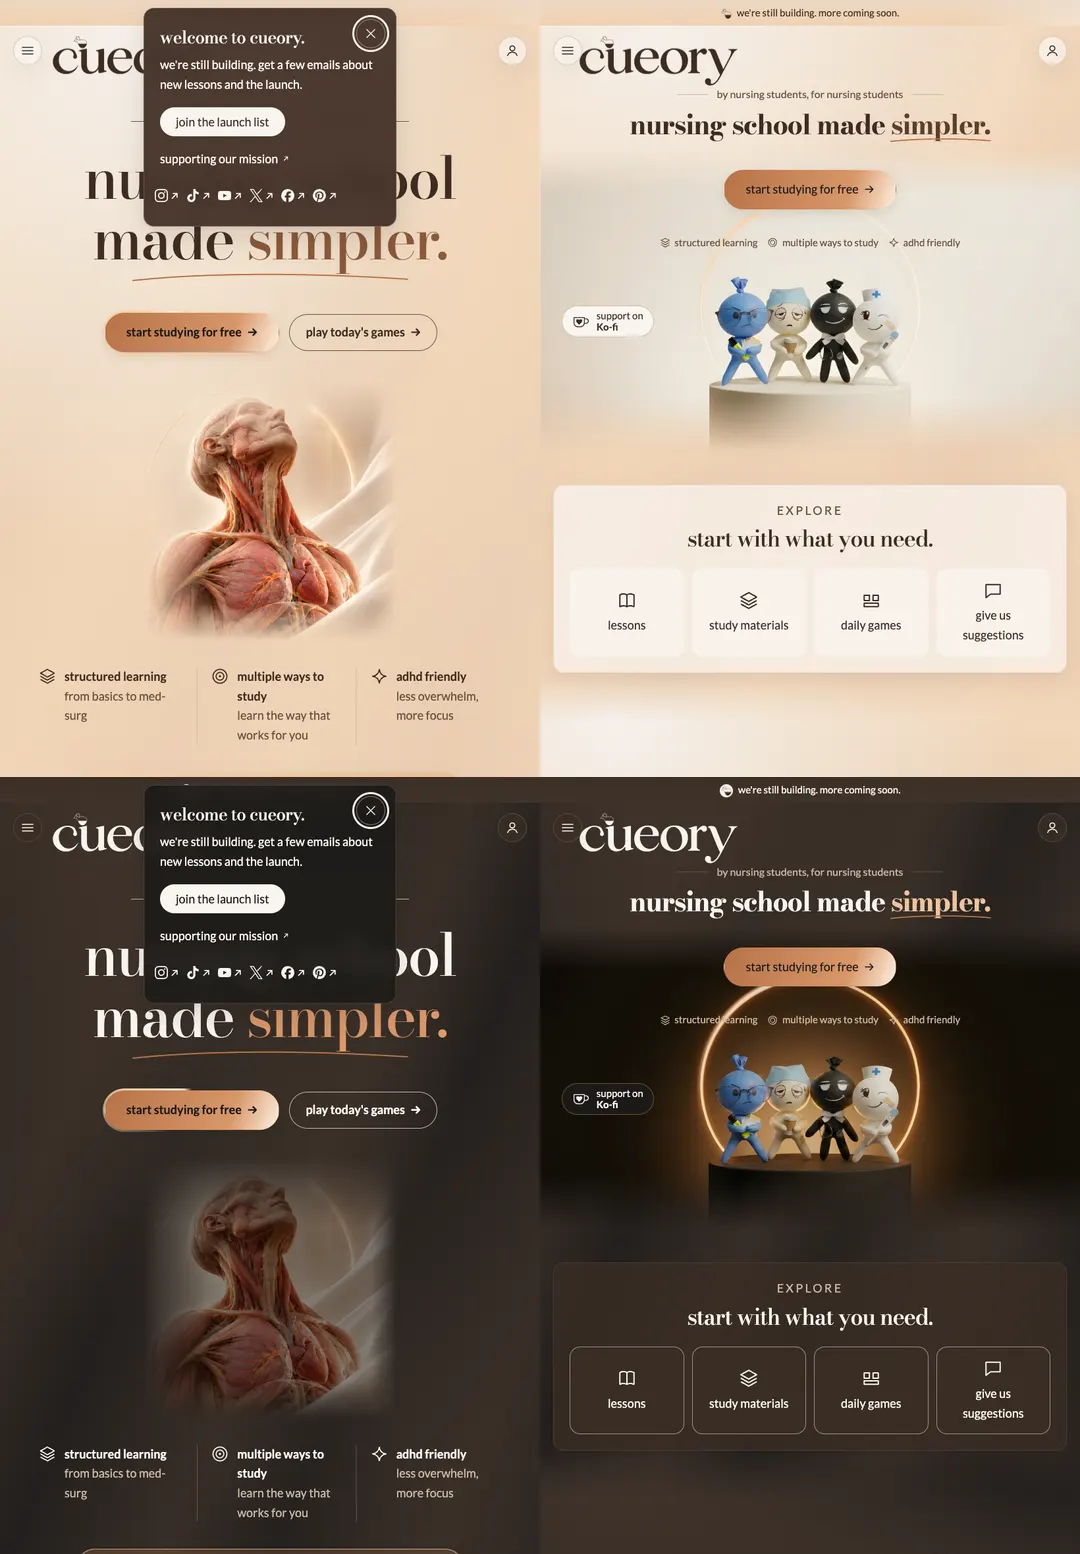 welcome to cueory.
we're still building. get a few emails about
new lessons and the launch.
join the launch list
supporting our mission ↗
made simpler.
start studying for free →
play today's games →
structured learning
from basics to med-
surg
multiple ways to
study
learn the way that
works for you
adhd friendly
less overwhelm,
more focus
we're still building. more coming soon.
cueory
by nursing students, for nursing students
nursing school made simpler.
start studying for free →
structured learning
multiple ways to study
adhd friendly
support on
Ko-fi
EXPLORE
start with what you need.
lessons
study materials
daily games
give us
suggestions
welcome to cueory.
we're still building. get a few emails about
new lessons and the launch.
join the launch list
supporting our mission ↗
made simpler.
start studying for free →
play today's games →
structured learning
from basics to med-
surg
multiple ways to
study
learn the way that
works for you
adhd friendly
less overwhelm,
more focus
we're still building. more coming soon.
cueory
by nursing students, for nursing students
nursing school made simpler.
start studying for free →
structured learning
multiple ways to study
adhd friendly
support on
Ko-fi
EXPLORE
start with what you need.
lessons
study materials
daily games
give us
suggestions